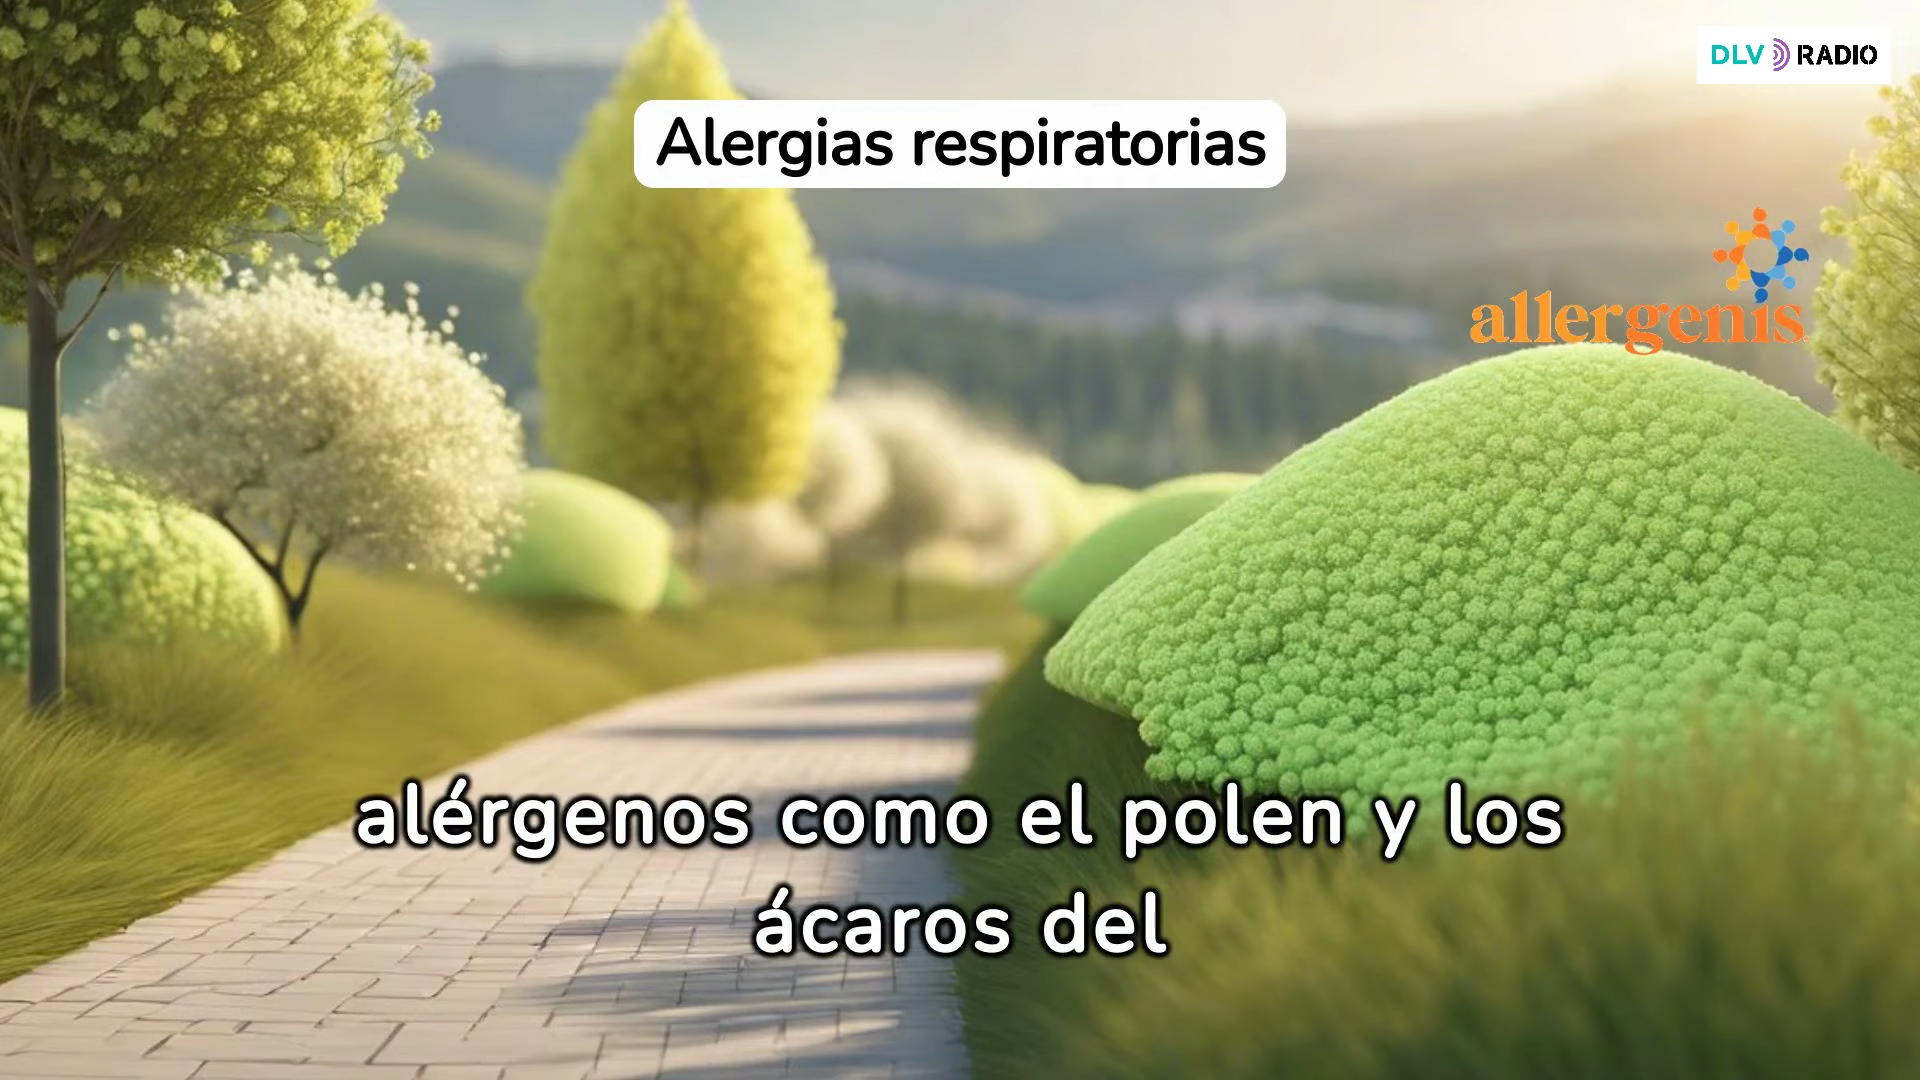 DLV RADIO
Alergias respiratorias
allergenis
alérgenos como el polen y los
ácaros del